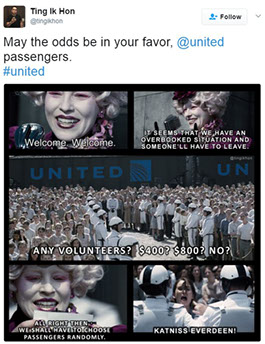 Ting Ik Hon
@tingikhon
Follow
May the odds be in your favor, @united
passengers.
#united
Welcome. Welcome.
IT SEEMS THAT WE HAVE AN
OVERBOOKED SITUATION AND
SOMEONE'LL HAVE TO LEAVE
@tingikhon
UNITED
UN
ANY VOLUNTEERS? $400? $800? NO?
ALL RIGHT THEN.
WE SHALL HAVE TO CHOOSE
PASSENGERS RANDOMLY.
KATNISS EVERDEEN!